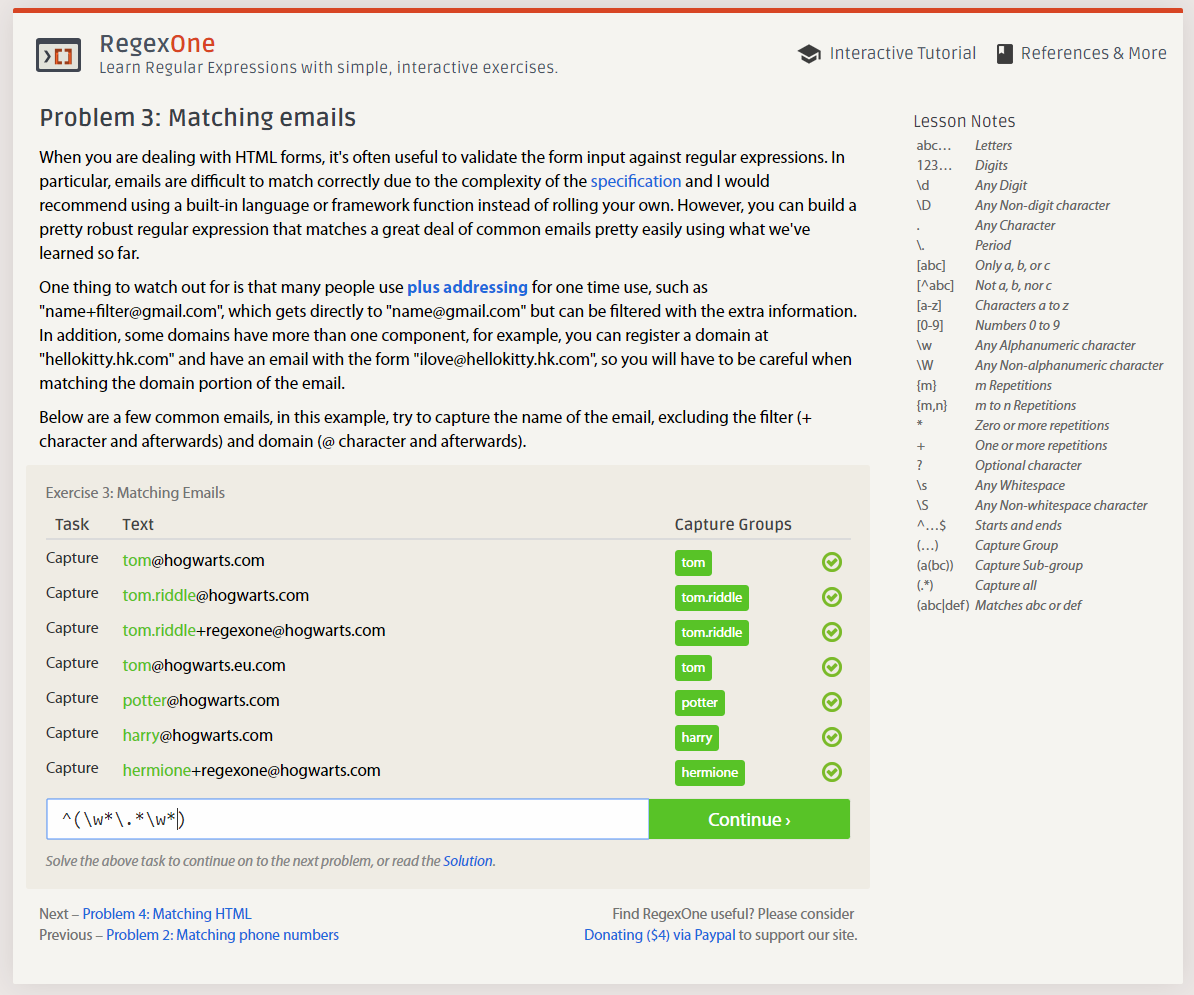 RegexOne
Learn Regular Expressions with simple, interactive exercises.
Interactive Tutorial
References & More
Problem 3: Matching emails
When you are dealing with HTML forms, it's often useful to validate the form input against regular expressions. In
particular, emails are difficult to match correctly due to the complexity of the specification and I would
recommend using a built-in language or framework function instead of rolling your own. However, you can build a
pretty robust regular expression that matches a great deal of common emails pretty easily using what we've
learned so far.
One thing to watch out for is that many people use plus addressing for one time use, such as
"name+filter@gmail.com", which gets directly to "name@gmail.com" but can be filtered with the extra information.
In addition, some domains have more than one component, for example, you can register a domain at
"hellokitty.hk.com" and have an email with the form "ilove@hellokitty.hk.com", so you will have to be careful when
matching the domain portion of the email.
Below are a few common emails, in this example, try to capture the name of the email, excluding the filter (+
character and afterwards) and domain (@ character and afterwards).
Exercise 3: Matching Emails
Task Text Capture Groups
Capture tom@hogwarts.com tom
Capture tom.riddle@hogwarts.com tom.riddle
Capture tom.riddle+regexone@hogwarts.com tom.riddle
Capture tom@hogwarts.eu.com tom
Capture potter@hogwarts.com potter
Capture harry@hogwarts.com harry
Capture hermione+regexone@hogwarts.com hermione
^(\w*\.*\w*)
Continue ›
Solve the above task to continue on to the next problem, or read the Solution.
Next – Problem 4: Matching HTML
Previous – Problem 2: Matching phone numbers
Find RegexOne useful? Please consider
Donating ($4) via Paypal to support our site.
Lesson Notes
abc… Letters
123… Digits
\d Any Digit
\D Any Non-digit character
. Any Character
\. Period
[abc] Only a, b, or c
[^abc] Not a, b, nor c
[a-z] Characters a to z
[0-9] Numbers 0 to 9
\w Any Alphanumeric character
\W Any Non-alphanumeric character
{m} m Repetitions
{m,n} m to n Repetitions
* Zero or more repetitions
+ One or more repetitions
? Optional character
\s Any Whitespace
\S Any Non-whitespace character
^…$ Starts and ends
(…) Capture Group
(a(bc)) Capture Sub-group
(.*) Capture all
(abc|def) Matches abc or def